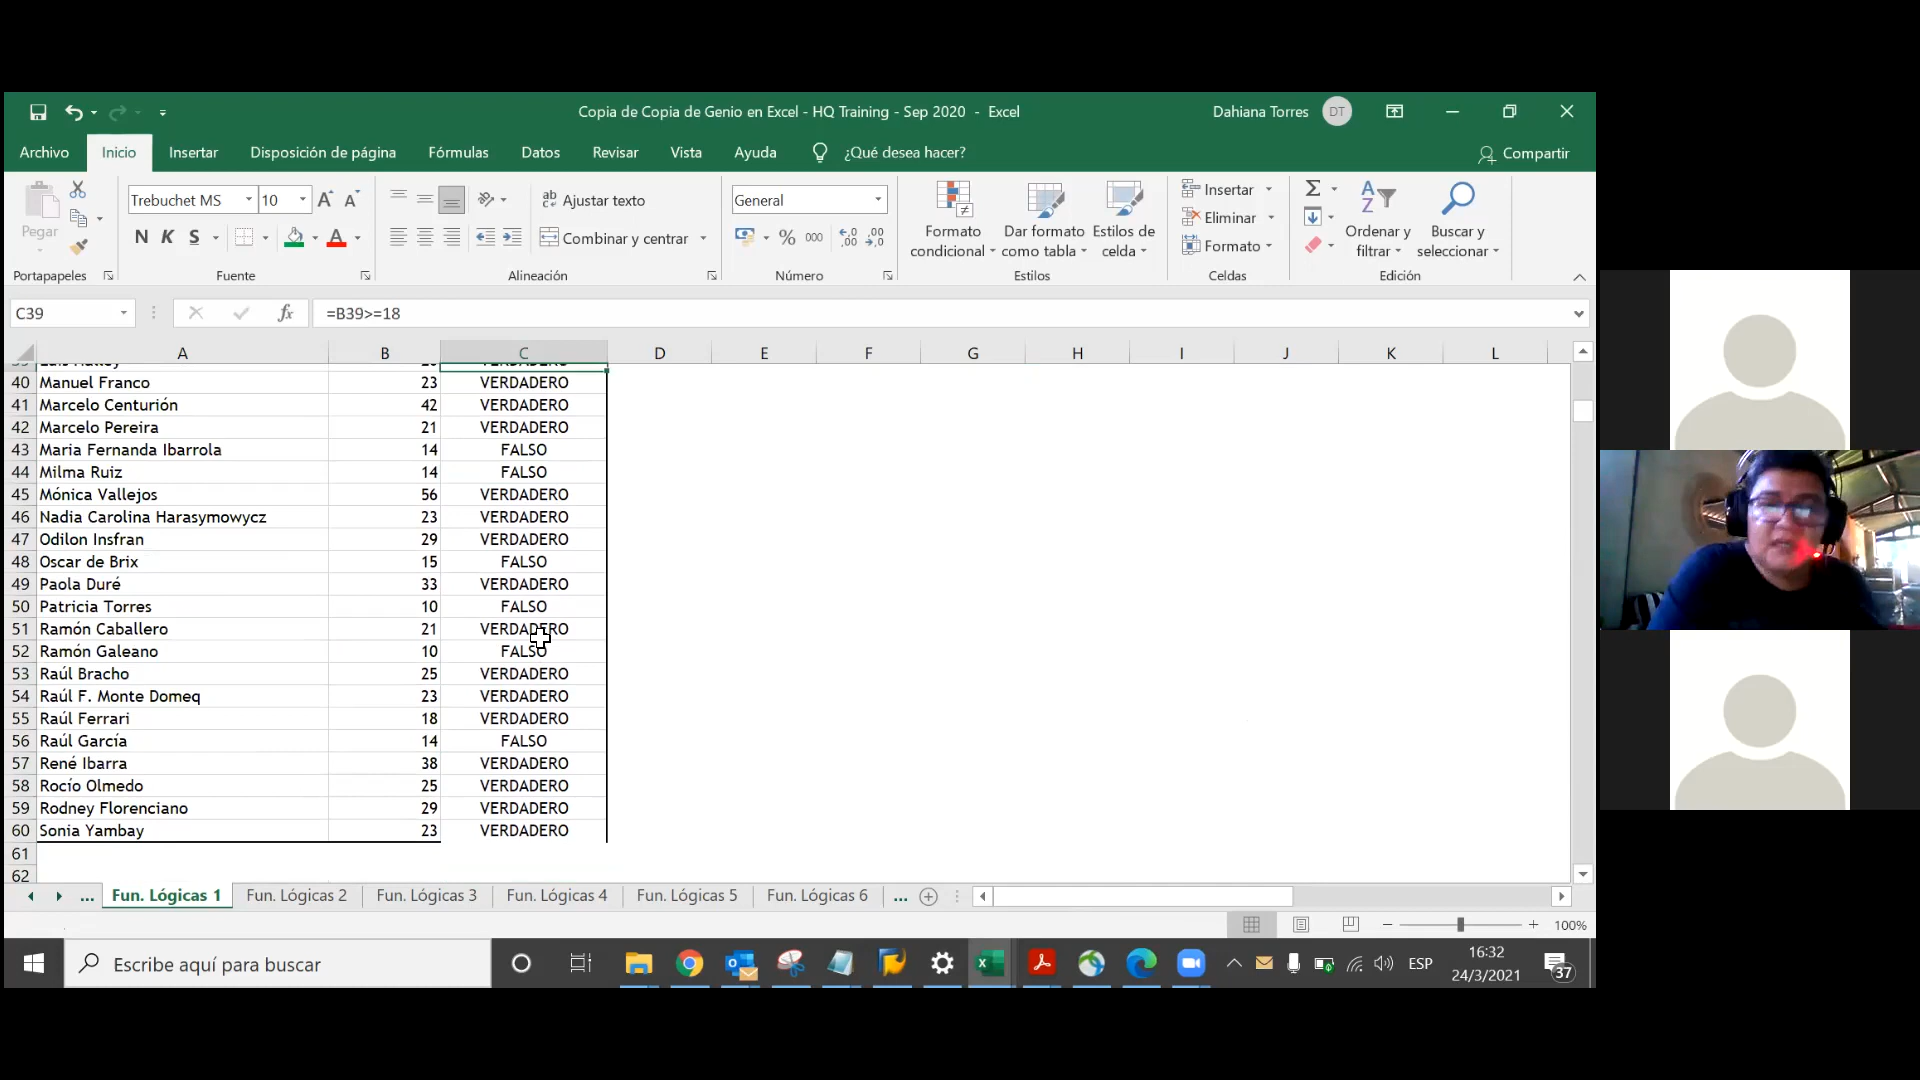 Copia de Copia de Genio en Excel - HQ Training - Sep 2020 - Excel
Dahiana Torres
DT
Archivo Inicio Insertar Disposición de página Fórmulas Datos Revisar Vista Ayuda ¿Qué desea hacer? Compartir
Pegar
Trebuchet MS 10
N K S
Ajustar texto
Combinar y centrar
General
% 000
Formato condicional
Dar formato como tabla
Estilos de celda
Insertar
Eliminar
Formato
Ordenar y filtrar
Buscar y seleccionar
Portapapeles Fuente Alineación Número Estilos Celdas Edición
C39 fx =B39>=18
A B C D E F G H I J K L
40 Manuel Franco 23 VERDADERO
41 Marcelo Centurión 42 VERDADERO
42 Marcelo Pereira 21 VERDADERO
43 Maria Fernanda Ibarrola 14 FALSO
44 Milma Ruiz 14 FALSO
45 Mónica Vallejos 56 VERDADERO
46 Nadia Carolina Harasymowycz 23 VERDADERO
47 Odilon Insfran 29 VERDADERO
48 Oscar de Brix 15 FALSO
49 Paola Duré 33 VERDADERO
50 Patricia Torres 10 FALSO
51 Ramón Caballero 21 VERDADERO
52 Ramón Galeano 10 FALSO
53 Raúl Bracho 25 VERDADERO
54 Raúl F. Monte Domeq 23 VERDADERO
55 Raúl Ferrari 18 VERDADERO
56 Raúl García 14 FALSO
57 René Ibarra 38 VERDADERO
58 Rocío Olmedo 25 VERDADERO
59 Rodney Florenciano 29 VERDADERO
60 Sonia Yambay 23 VERDADERO
61
62
... Fun. Lógicas 1 Fun. Lógicas 2 Fun. Lógicas 3 Fun. Lógicas 4 Fun. Lógicas 5 Fun. Lógicas 6 ...
100%
Escribe aquí para buscar
ESP
16:32
24/3/2021
37